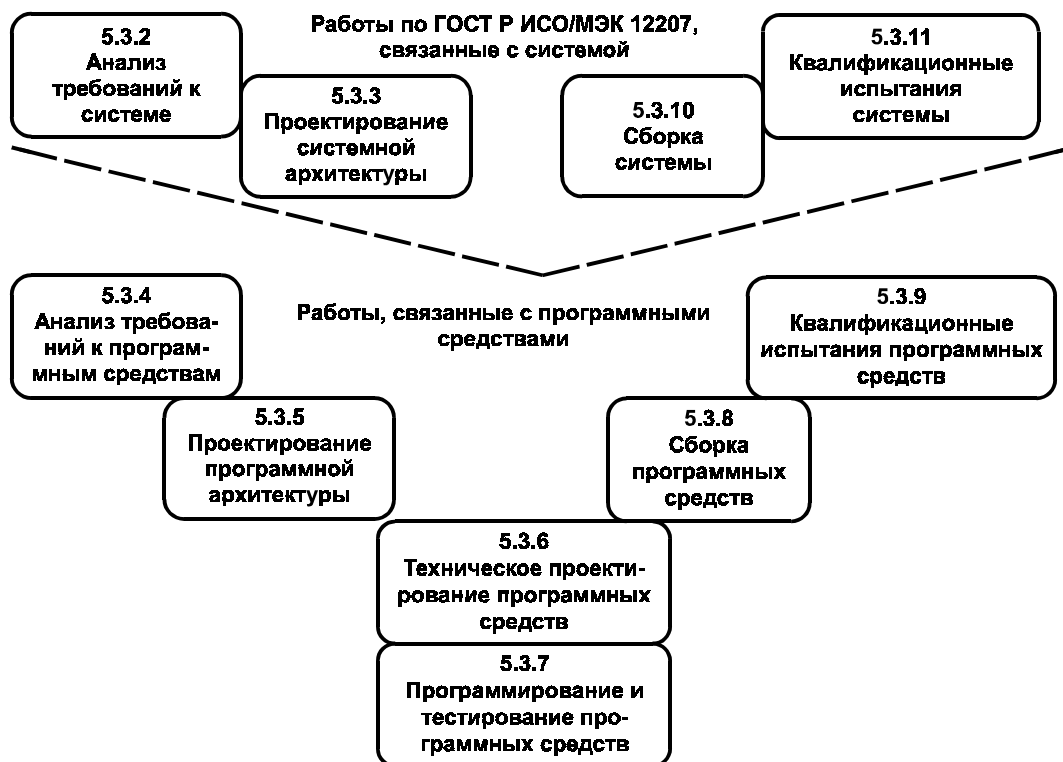 Работы по ГОСТ Р ИСО/МЭК 12207,
связанные с системой
5.3.2
Анализ
требований к
системе
5.3.3
Проектирование
системной
архитектуры
5.3.10
Сборка
системы
5.3.11
Квалификационные
испытания
системы
Работы, связанные с программными
средствами
5.3.4
Анализ требова-
ний к програм-
мным средствам
5.3.5
Проектирование
программной
архитектуры
5.3.6
Техническое проекти-
рование программных
средств
5.3.7
Программирование и
тестирование про-
граммных средств
5.3.8
Сборка
программных
средств
5.3.9
Квалификационные
испытания программных
средств